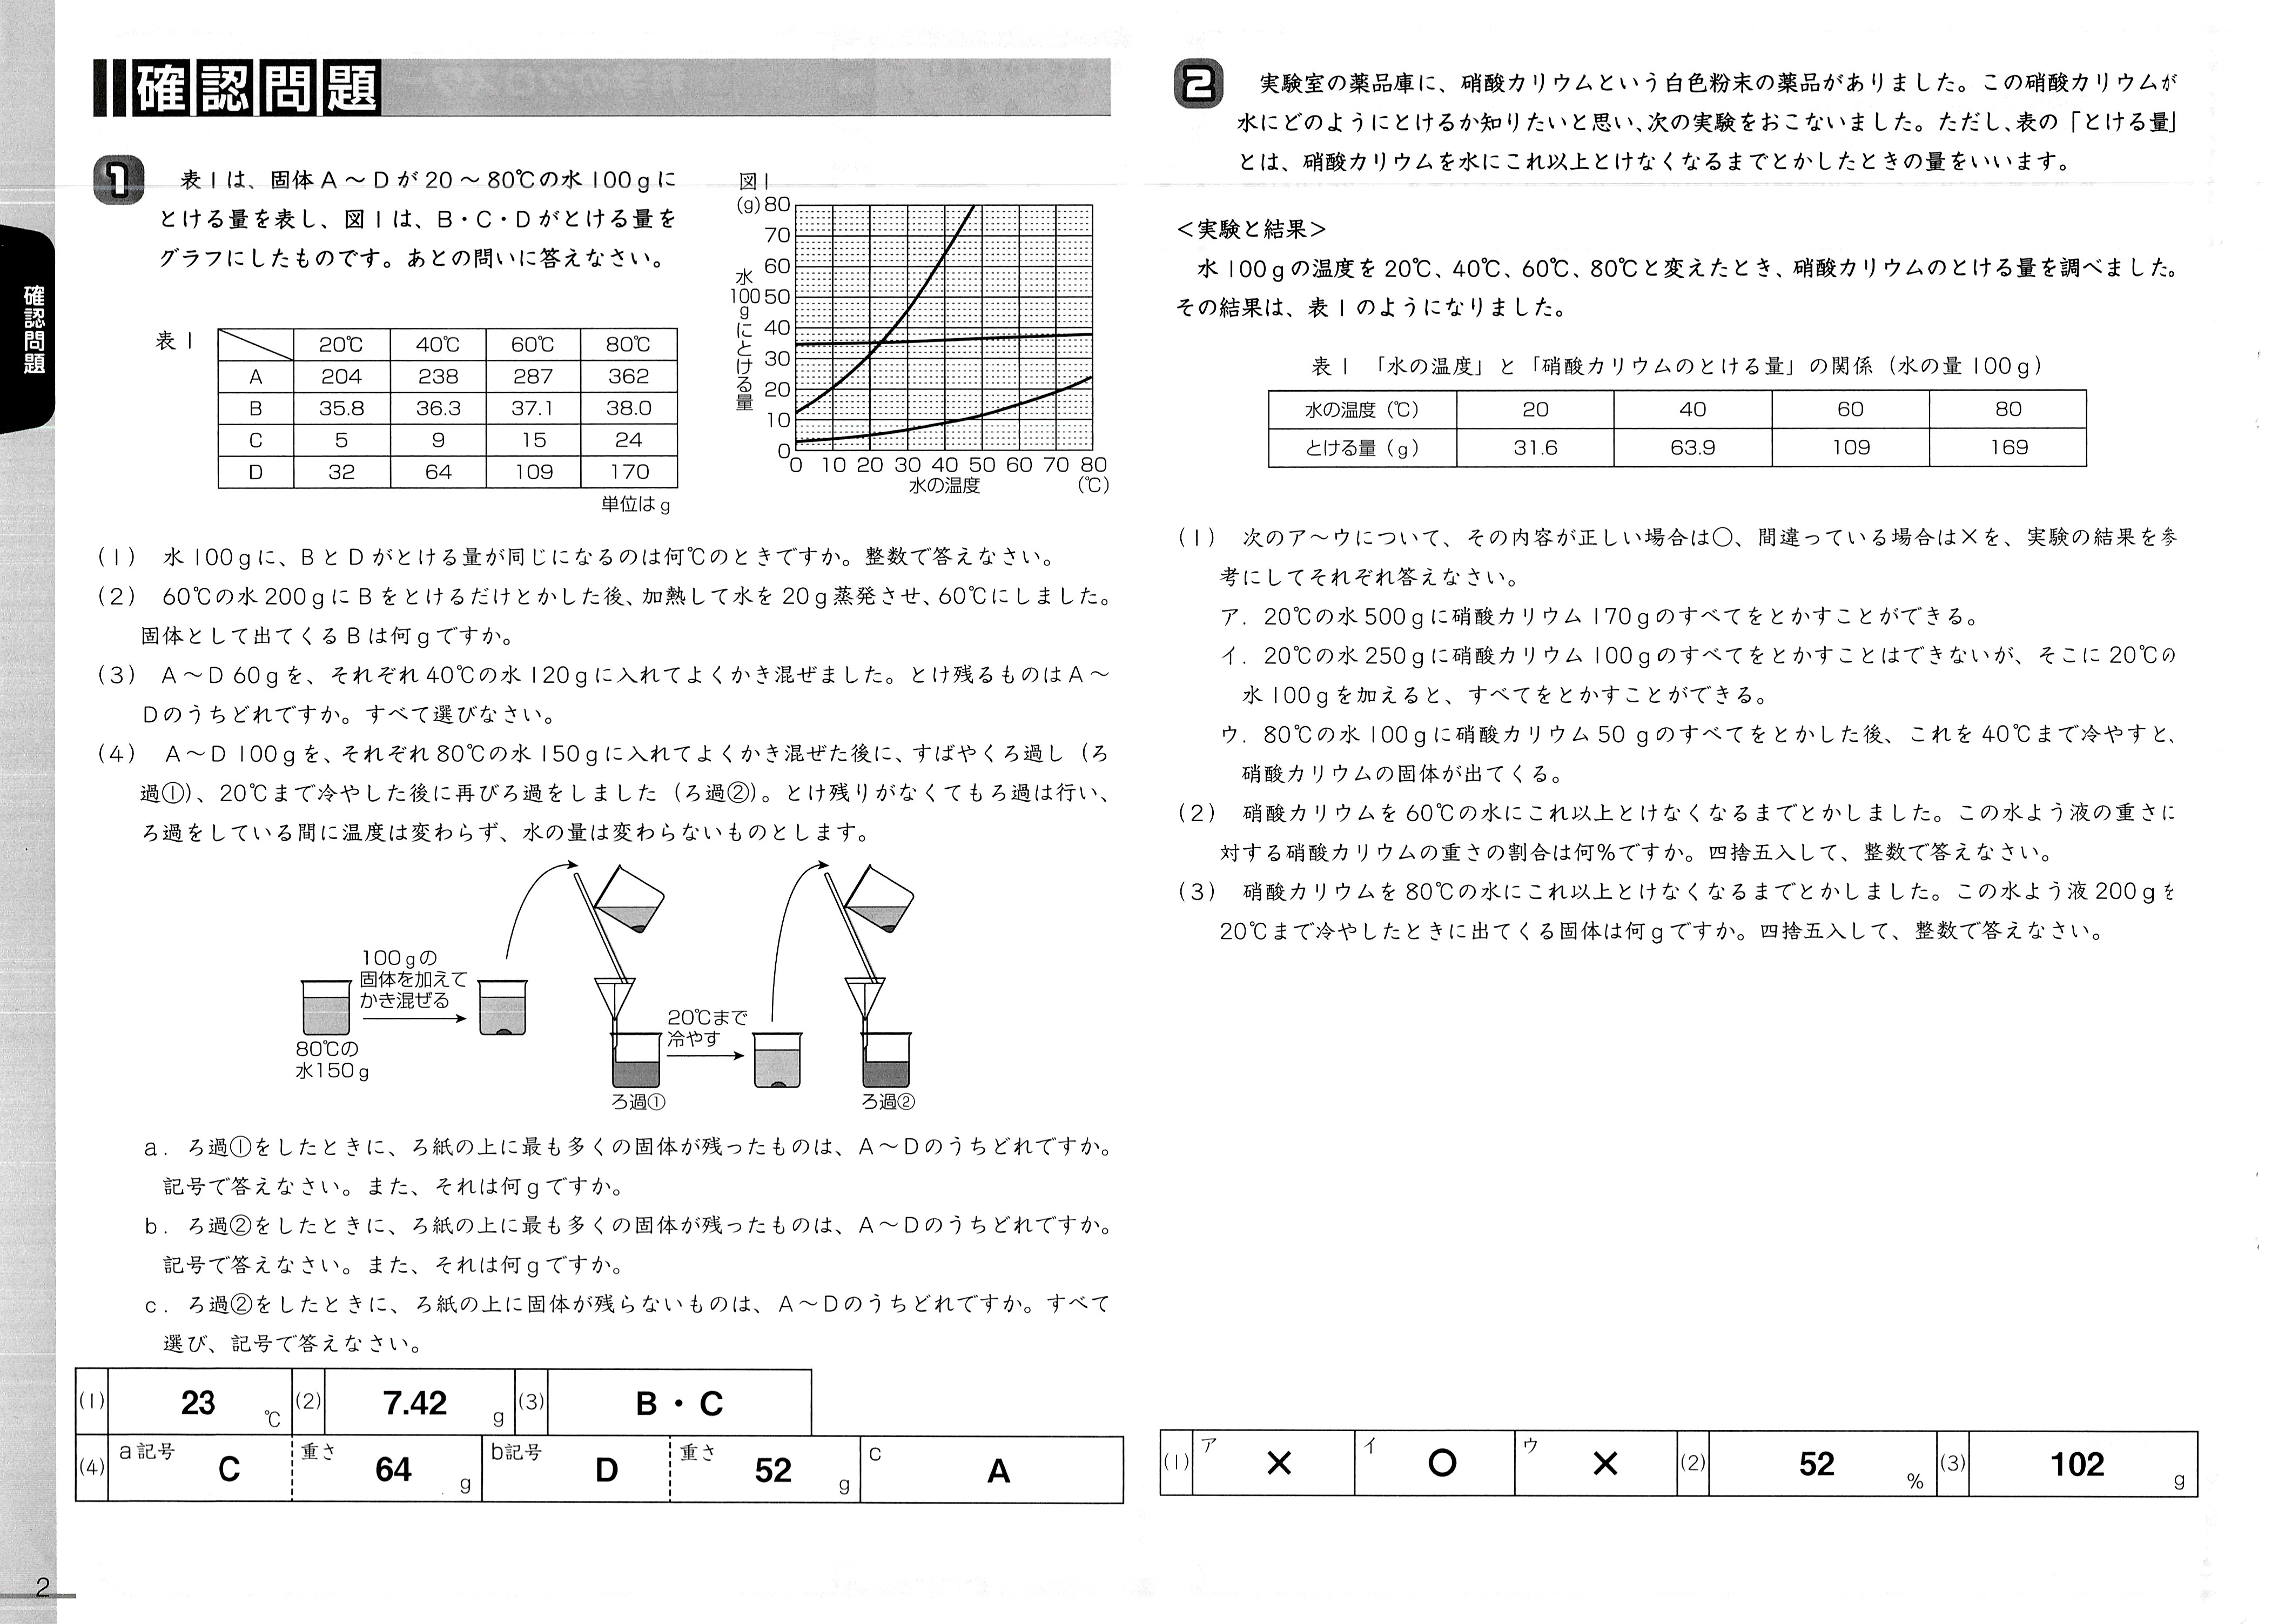 確認問題
確認問題
1 表1は、固体A～Dが20～80℃の水100gに
とける量を表し、図1は、B・C・Dがとける量を
グラフにしたものです。あとの問いに答えなさい。
表1
20℃ 40℃ 60℃ 80℃
A 204 238 287 362
B 35.8 36.3 37.1 38.0
C 5 9 15 24
D 32 64 109 170
単位はg
図1
(g)
水100gにとける量
80
70
60
50
40
30
20
10
0
0 10 20 30 40 50 60 70 80
水の温度 (℃)
(1) 水100gに、BとDがとける量が同じになるのは何℃のときですか。整数で答えなさい。
(2) 60℃の水200gにBをとけるだけとかした後、加熱して水を20g蒸発させ、60℃にしました。
固体として出てくるBは何gですか。
(3) A～D 60gを、それぞれ40℃の水120gに入れてよくかき混ぜました。とけ残るものはA～
Dのうちどれですか。すべて選びなさい。
(4) A～D 100gを、それぞれ80℃の水150gに入れてよくかき混ぜた後に、すばやくろ過し（ろ
過①）、20℃まで冷やした後に再びろ過をしました（ろ過②）。とけ残りがなくてもろ過は行い、
ろ過をしている間に温度は変わらず、水の量は変わらないものとします。
100gの
固体を加えて
かき混ぜる
80℃の
水150g
20℃まで
冷やす
ろ過①
ろ過②
a．ろ過①をしたときに、ろ紙の上に最も多くの固体が残ったものは、A～Dのうちどれですか。
記号で答えなさい。また、それは何gですか。
b．ろ過②をしたときに、ろ紙の上に最も多くの固体が残ったものは、A～Dのうちどれですか。
記号で答えなさい。また、それは何gですか。
c．ろ過②をしたときに、ろ紙の上に固体が残らないものは、A～Dのうちどれですか。すべて
選び、記号で答えなさい。
(1) 23 ℃ (2) 7.42 g (3) B・C
(4) a記号 C 重さ 64 g b記号 D 重さ 52 g c A
2
2 実験室の薬品庫に、硝酸カリウムという白色粉末の薬品がありました。この硝酸カリウムが
水にどのようにとけるか知りたいと思い、次の実験をおこないました。ただし、表の「とける量」
とは、硝酸カリウムを水にこれ以上とけなくなるまでとかしたときの量をいいます。
＜実験と結果＞
水100gの温度を20℃、40℃、60℃、80℃と変えたとき、硝酸カリウムのとける量を調べました。
その結果は、表1のようになりました。
表1 「水の温度」と「硝酸カリウムのとける量」の関係（水の量100g）
水の温度（℃） 20 40 60 80
とける量（g） 31.6 63.9 109 169
(1) 次のア～ウについて、その内容が正しい場合は○、間違っている場合は×を、実験の結果を参
考にしてそれぞれ答えなさい。
ア．20℃の水500gに硝酸カリウム170gのすべてをとかすことができる。
イ．20℃の水250gに硝酸カリウム100gのすべてをとかすことはできないが、そこに20℃の
水100gを加えると、すべてをとかすことができる。
ウ．80℃の水100gに硝酸カリウム50gのすべてをとかした後、これを40℃まで冷やすと、
硝酸カリウムの固体が出てくる。
(2) 硝酸カリウムを60℃の水にこれ以上とけなくなるまでとかしました。この水よう液の重さに
対する硝酸カリウムの重さの割合は何％ですか。四捨五入して、整数で答えなさい。
(3) 硝酸カリウムを80℃の水にこれ以上とけなくなるまでとかしました。この水よう液200gを
20℃まで冷やしたときに出てくる固体は何gですか。四捨五入して、整数で答えなさい。
(1) ア × イ ○ ウ × (2) 52 % (3) 102 g